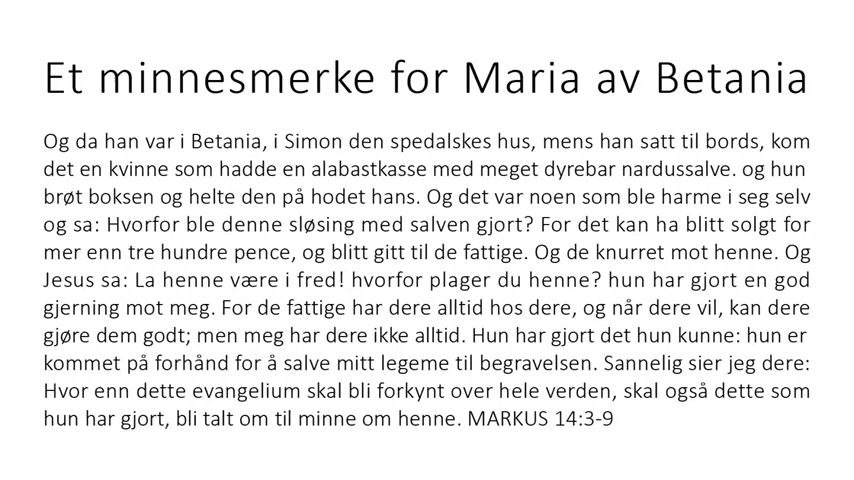 Et minnesmerke for Maria av Betania
Og da han var i Betania, i Simon den spedalskes hus, mens han satt til bords, kom
det en kvinne som hadde en alabastkasse med meget dyrebar nardussalve. og hun
brøt boksen og helte den på hodet hans. Og det var noen som ble harme i seg selv
og sa: Hvorfor ble denne sløsing med salven gjort? For det kan ha blitt solgt for
mer enn tre hundre pence, og blitt gitt til de fattige. Og de knurret mot henne. Og
Jesus sa: La henne være i fred! hvorfor plager du henne? hun har gjort en god
gjerning mot meg. For de fattige har dere alltid hos dere, og når dere vil, kan dere
gjøre dem godt; men meg har dere ikke alltid. Hun har gjort det hun kunne: hun er
kommet på forhånd for å salve mitt legeme til begravelsen. Sannelig sier jeg dere:
Hvor enn dette evangelium skal bli forkynt over hele verden, skal også dette som
hun har gjort, bli talt om til minne om henne. MARKUS 14:3-9